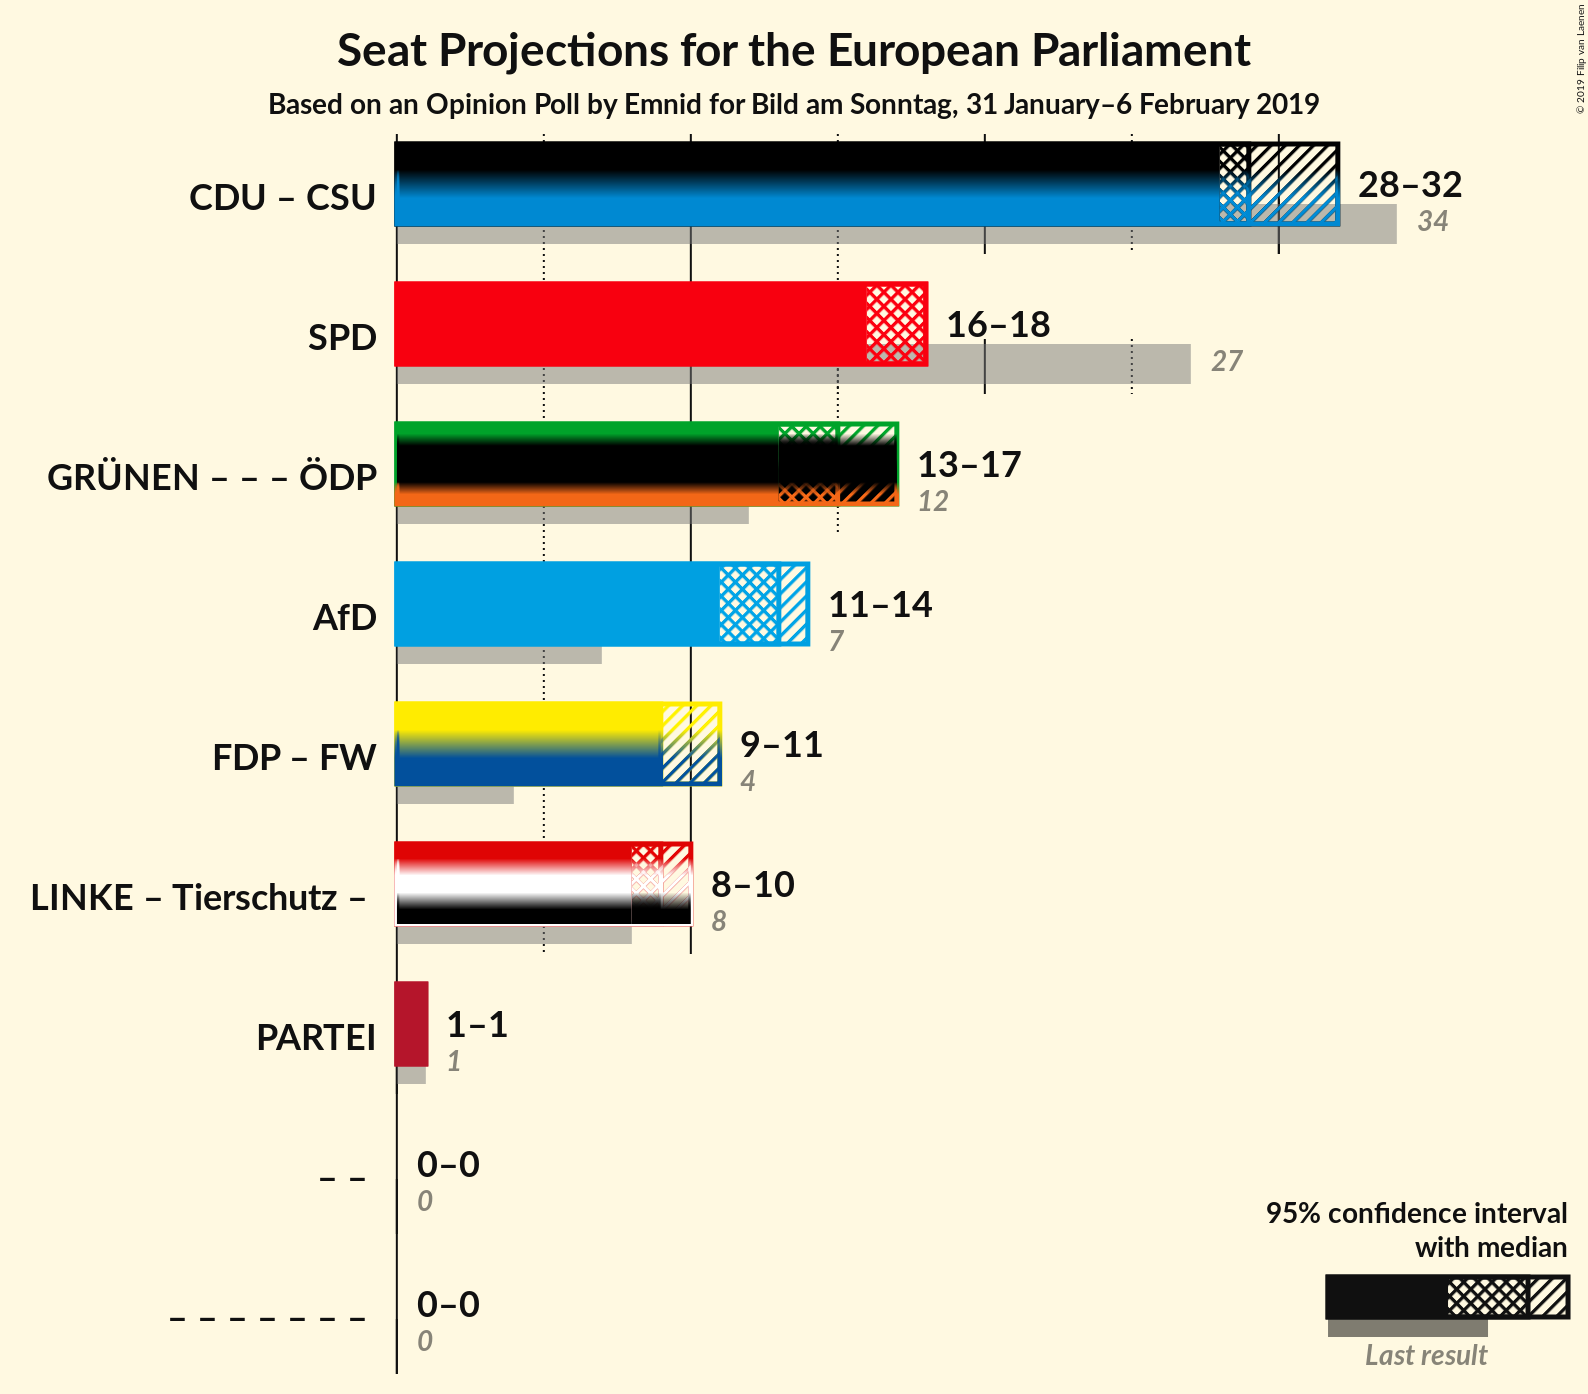 Seat Projections for the European Parliament
Based on an Opinion Poll by Emnid for Bild am Sonntag, 31 January–6 February 2019
© 2019 Filip van Laenen
CDU – CSU
28–32
34
SPD
16–18
27
GRÜNEN – – – ÖDP
13–17
12
AfD
11–14
7
FDP – FW
9–11
4
LINKE – Tierschutz –
8–10
8
PARTEI
1–1
1
– –
0–0
0
– – – – – – –
0–0
0
95% confidence interval
with median
Last result